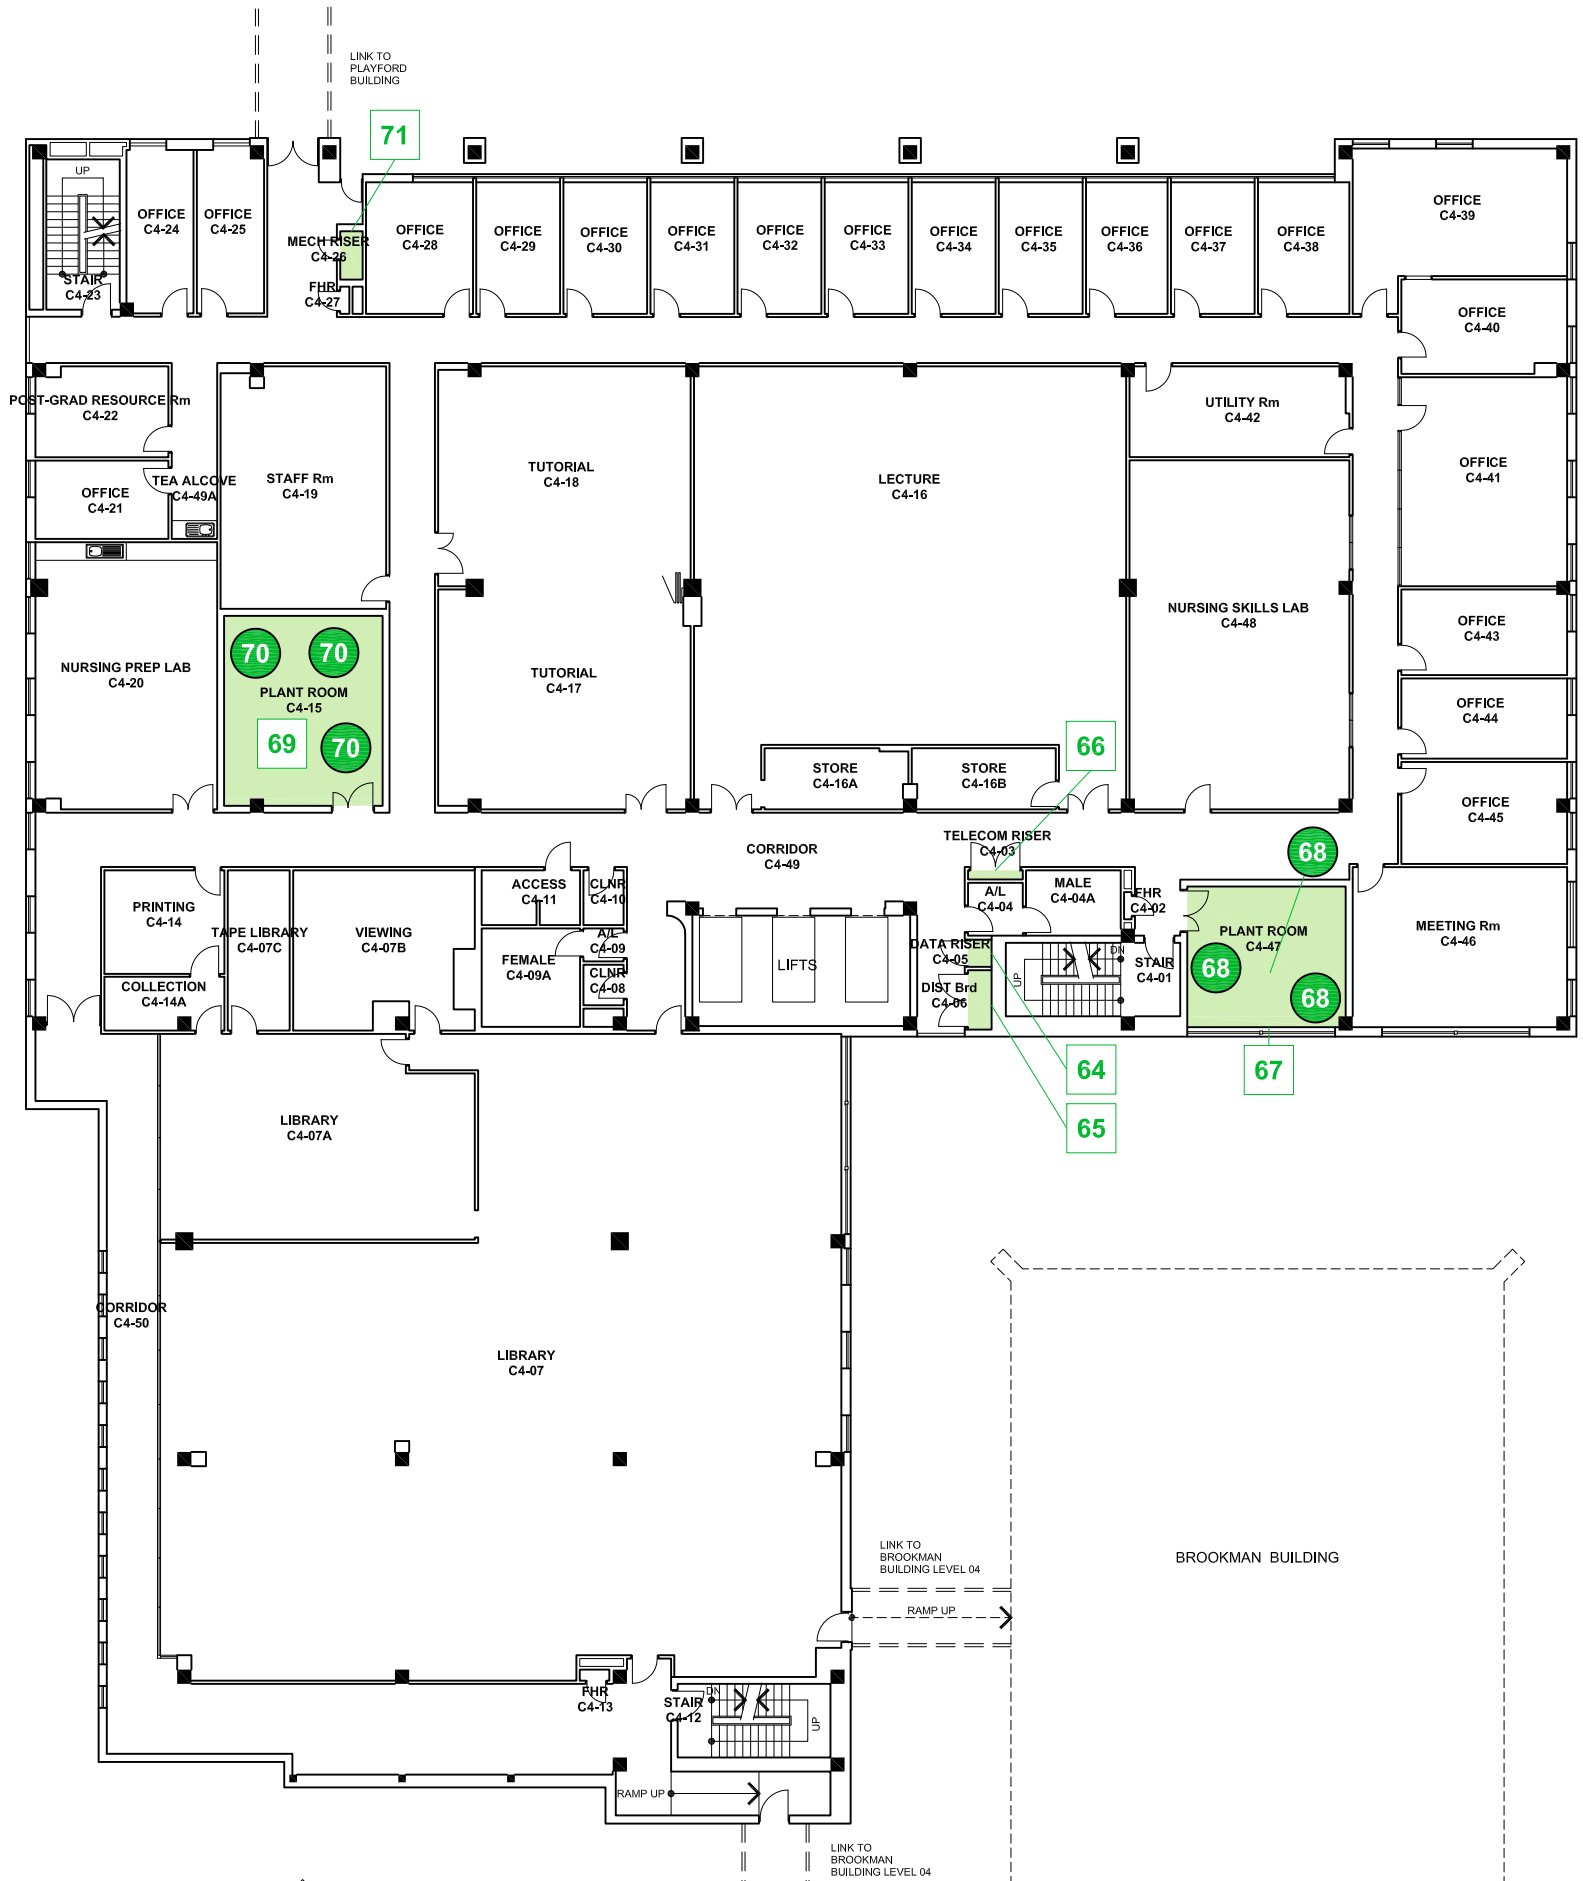 LINK TO
PLAYFORD
BUILDING
71
UP
OFFICE
C4-24
OFFICE
C4-25
STAIR
C4-23
MECH RISER
C4-26
FHR
C4-27
OFFICE
C4-28
OFFICE
C4-29
OFFICE
C4-30
OFFICE
C4-31
OFFICE
C4-32
OFFICE
C4-33
OFFICE
C4-34
OFFICE
C4-35
OFFICE
C4-36
OFFICE
C4-37
OFFICE
C4-38
OFFICE
C4-39
OFFICE
C4-40
POST-GRAD RESOURCE Rm
C4-22
OFFICE
C4-21
TEA ALCOVE
C4-49A
STAFF Rm
C4-19
TUTORIAL
C4-18
LECTURE
C4-16
UTILITY Rm
C4-42
OFFICE
C4-41
NURSING PREP LAB
C4-20
70
70
PLANT ROOM
C4-15
69
70
TUTORIAL
C4-17
NURSING SKILLS LAB
C4-48
OFFICE
C4-43
OFFICE
C4-44
OFFICE
C4-45
STORE
C4-16A
STORE
C4-16B
66
CORRIDOR
C4-49
TELECOM RISER
C4-03
68
PRINTING
C4-14
TAPE LIBRARY
C4-07C
VIEWING
C4-07B
ACCESS
C4-11
CLNR
C4-10
A/L
C4-09
FEMALE
C4-09A
CLNR
C4-08
COLLECTION
C4-14A
LIFTS
A/L
C4-04
MALE
C4-04A
FHR
C4-02
DATA RISER
C4-05
DIST Brd
C4-06
UP
DN
STAIR
C4-01
PLANT ROOM
C4-47
68
68
MEETING Rm
C4-46
64
65
67
LIBRARY
C4-07A
CORRIDOR
C4-50
LIBRARY
C4-07
LINK TO
BROOKMAN
BUILDING LEVEL 04
RAMP UP
BROOKMAN BUILDING
FHR
C4-13
STAIR
C4-12
DN
UP
RAMP UP
LINK TO
BROOKMAN
BUILDING LEVEL 04